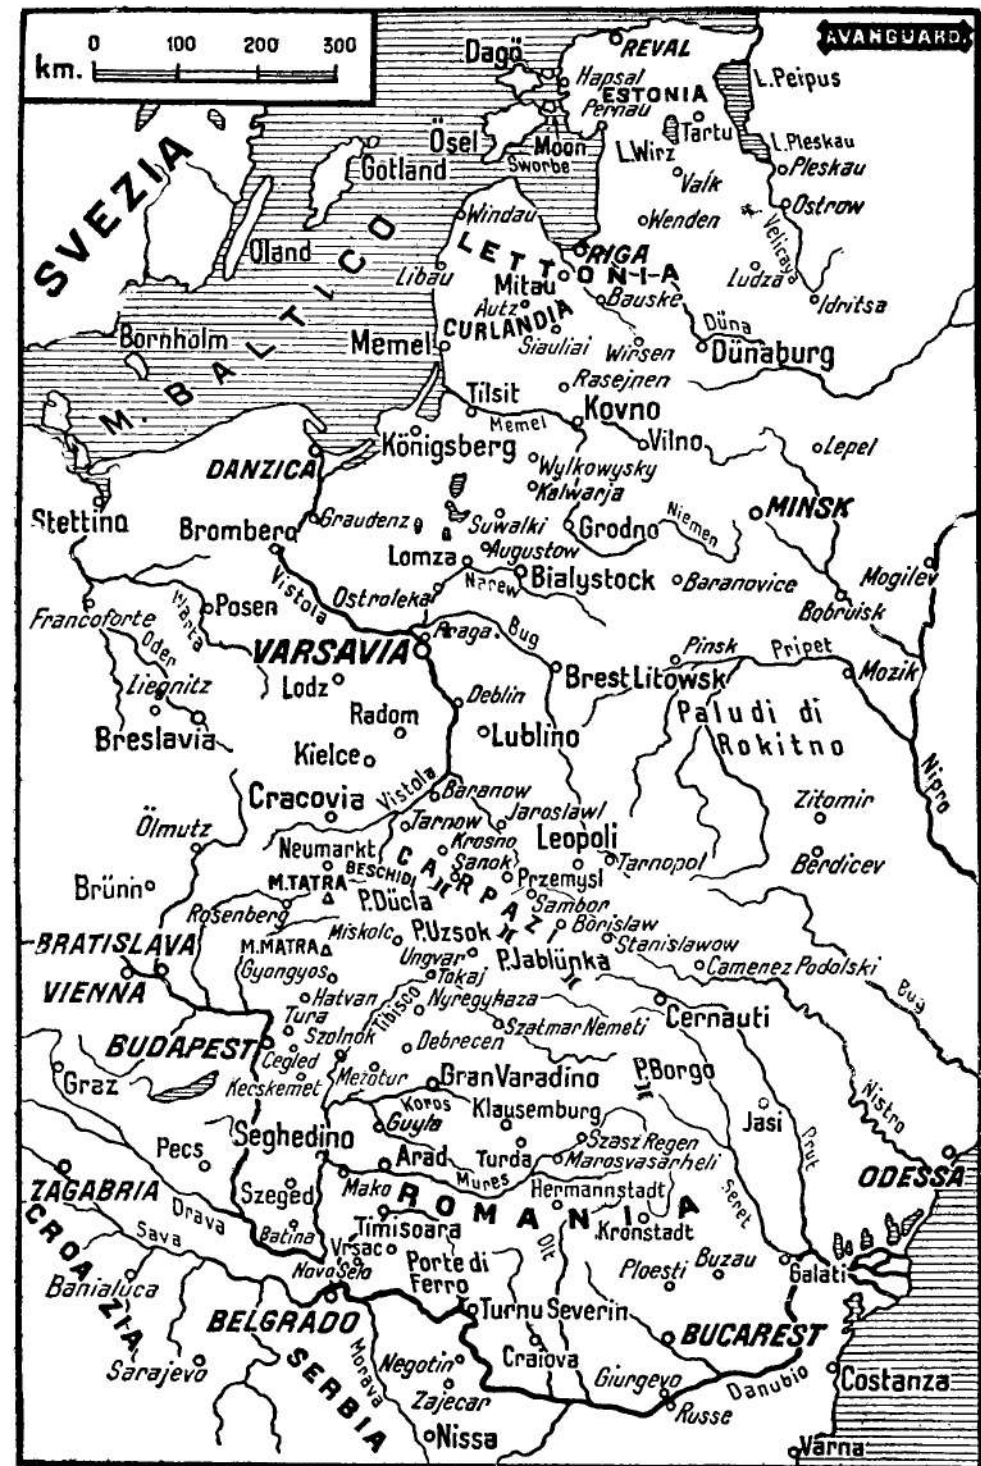 0 100 200 300
km.
AVANGUARD.
REVAL
Dagö
Hapsal
ESTONIA
Pernau
L.Peipus
Tartu
Ösel
Moon
Sworbe
L.Wirz
L.Pleskau
Pleskau
Valk
Gotland
SVEZIA
Ostrow
Wenden
Velicaya
Windau
Oland
LETTONIA
RIGA
Libau
Mitau
Ludza
Idritsa
Autz
Bauske
M. BALTICO
CURLANDIA
Siauliai
Düna
Bornholm
Memel
Wirsen
Dünaburg
Rasejnen
Tilsit
Memel
Kovno
Königsberg
Vilno
Lepel
DANZICA
Wylkowysky
Kalwarja
Stettino
Graudenz
Suwalki
Grodno
Niemen
MINSK
Bromberg
Augustow
Lomza
Bialystock
Baranovice
Mogilev
Vistola
Ostroleka
Narew
Bobruisk
Francoforte
Warta
Posen
Praga.
Bug
VARSAVIA
Pinsk
Pripet
Oder
Brest Litowsk
Mozik
Liegnitz
Lodz
Deblin
Breslavia
Radom
Lublino
Paludi di
Rokitno
Kielce
Nipro
Cracovia
Vistola
Baranow
Zitomir
Ölmutz
Tarnow
Jaroslawl
Leopoli
Neumarkt
Krosno
CARPAZI
BESCHIDI
Sanok
Tarnopol
Berdicev
Brünn
M.TATRA
Przemysl
P.Dücla
Sambor
Rosenberg
Borislaw
BRATISLAVA
M.MATRA
Miskolc
P.Uzsok
Stanislawow
Ungvar
P.Jablünka
Camenez Podolski
VIENNA
Gyongyos
Tokaj
Bug
Hatvan
Tibisco
Nyregyhaza
Cernauti
Tura
Szolnok
Szatmar Nemeti
BUDAPEST
Cegled
Debrecen
Graz
Kecskemet
Mezotur
Gran Varadino
P.Borgo
Nistro
Koros
Klausemburg
Jasi
Guyla
Seghedino
Szasz Regen
Prut
Pecs
Arad
Turda
Marosvasarheli
ODESSA
ZAGABRIA
Szeged
Mako
Mures
Hermannstadt
Seret
Drava
ROMANIA
CROAZIA
Sava
Batina
Timisoara
Kronstadt
Vrsac
Olt
Buzau
Banialuca
Novo Selo
Porte di
Ferro
Ploesti
Galati
BELGRADO
Turnu Severin
BUCAREST
Sarajevo
SERBIA
Morava
Negotin
Craiova
Danubio
Costanza
Zajecar
Giurgevo
Russe
Nissa
Varna